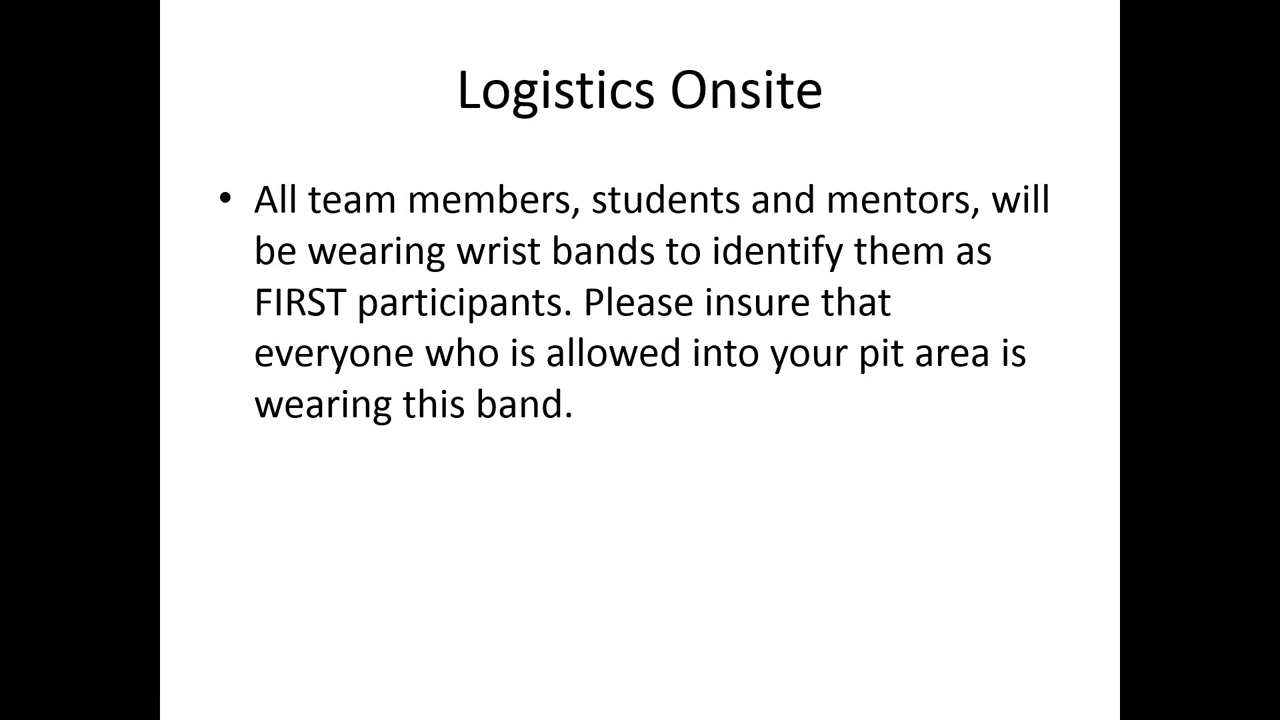 Logistics Onsite
• All team members, students and mentors, will
be wearing wrist bands to identify them as
FIRST participants. Please insure that
everyone who is allowed into your pit area is
wearing this band.